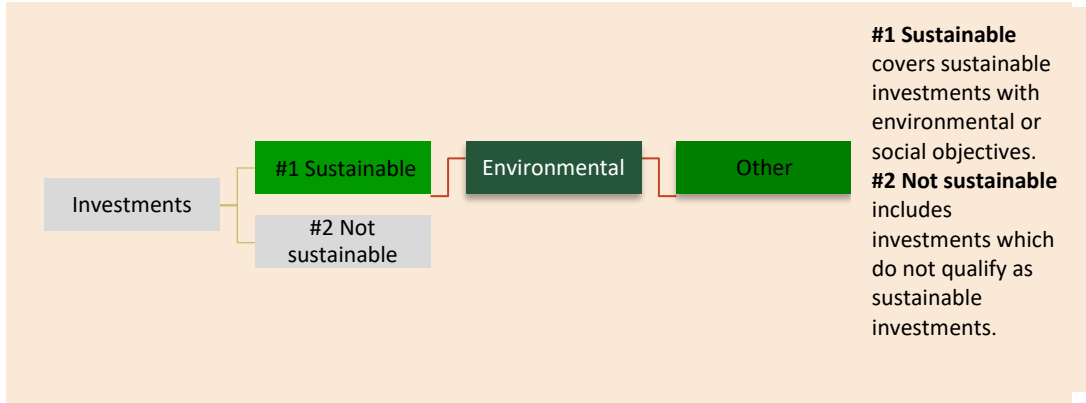 Investments
#1 Sustainable
#2 Not
sustainable
Environmental
Other
#1 Sustainable
covers sustainable
investments with
environmental or
social objectives.
#2 Not sustainable
includes
investments which
do not qualify as
sustainable
investments.